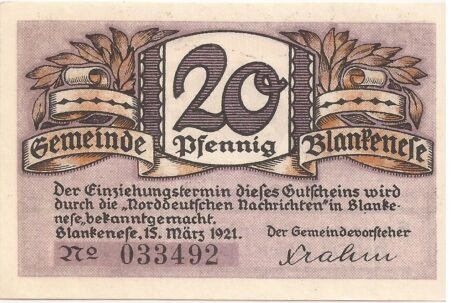 20
Gemeinde Pfennig Blankenese
Der Einziehungstermin dieses Gutscheins wird
durch die „Norddeutschen Nachrichten" in Blanke-
nese, bekanntgemacht.
Blankenese, 15. März 1921. Der Gemeindevorsteher
No 033492 Krahm